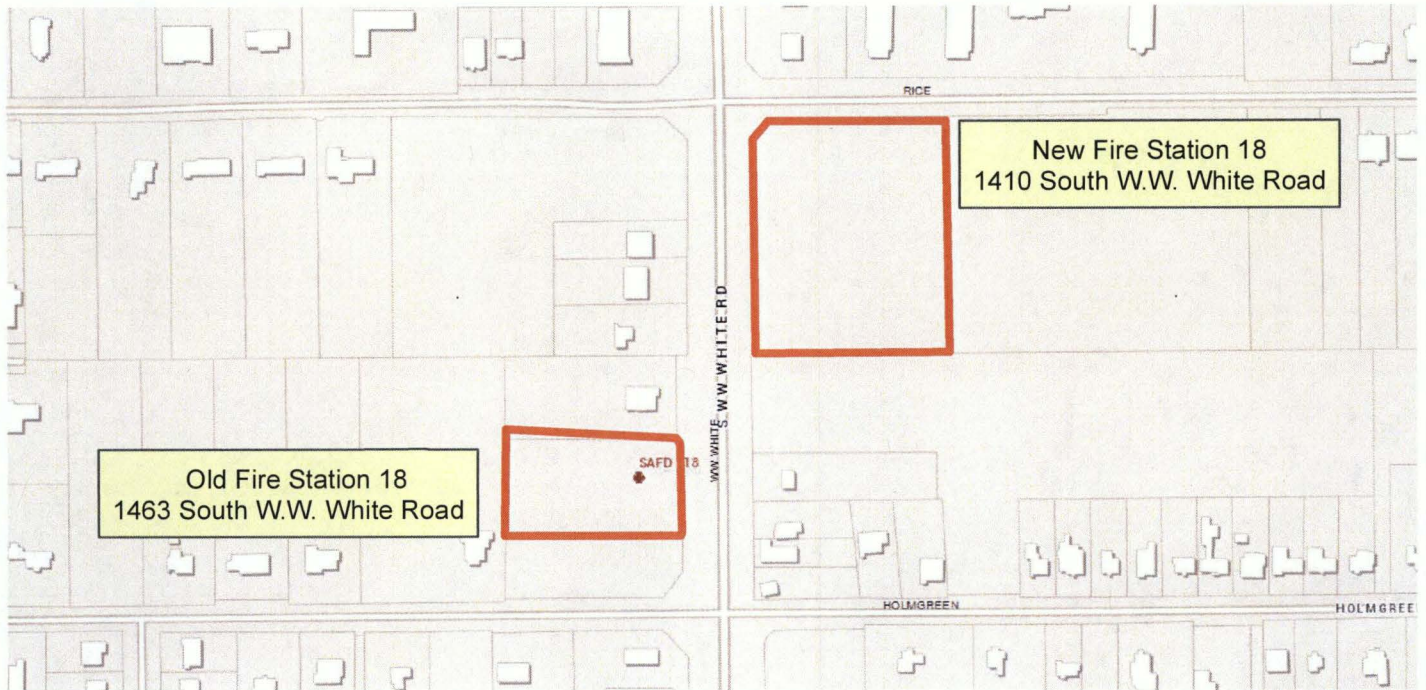 RICE
New Fire Station 18
1410 South W.W. White Road
S W W WHITE RD
WW WHITE
SAFD 18
Old Fire Station 18
1463 South W.W. White Road
HOLMGREEN
HOLMGREE